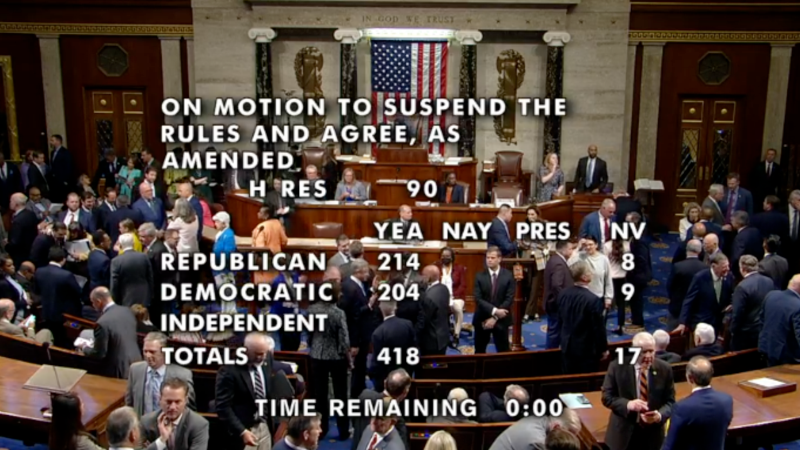 IN GOD WE TRUST
ON MOTION TO SUSPEND THE
RULES AND AGREE, AS
AMENDED
H RES 90
YEA NAY PRES NV
REPUBLICAN 214 8
DEMOCRATIC 204 9
INDEPENDENT
TOTALS 418 17
TIME REMAINING 0:00